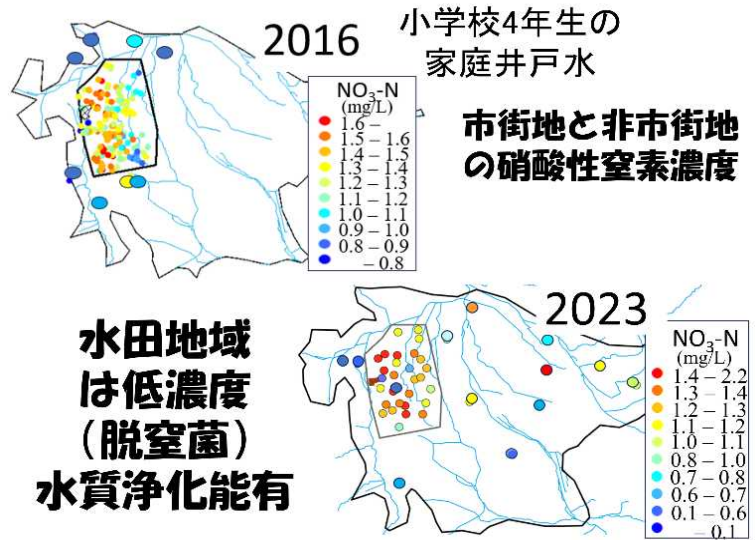 2016
小学校4年生の
家庭井戸水
NO₃-N
(mg/L)
1.6 –
1.5 – 1.6
1.4 – 1.5
1.3 – 1.4
1.2 – 1.3
1.1 – 1.2
1.0 – 1.1
0.9 – 1.0
0.8 – 0.9
– 0.8
市街地と非市街地
の硝酸性窒素濃度
水田地域
は低濃度
（脱窒菌）
水質浄化能有
2023
NO₃-N
(mg/L)
1.4 – 2.2
1.3 – 1.4
1.2 – 1.3
1.1 – 1.2
1.0 – 1.1
0.8 – 1.0
0.7 – 0.8
0.6 – 0.7
0.1 – 0.6
– 0.1